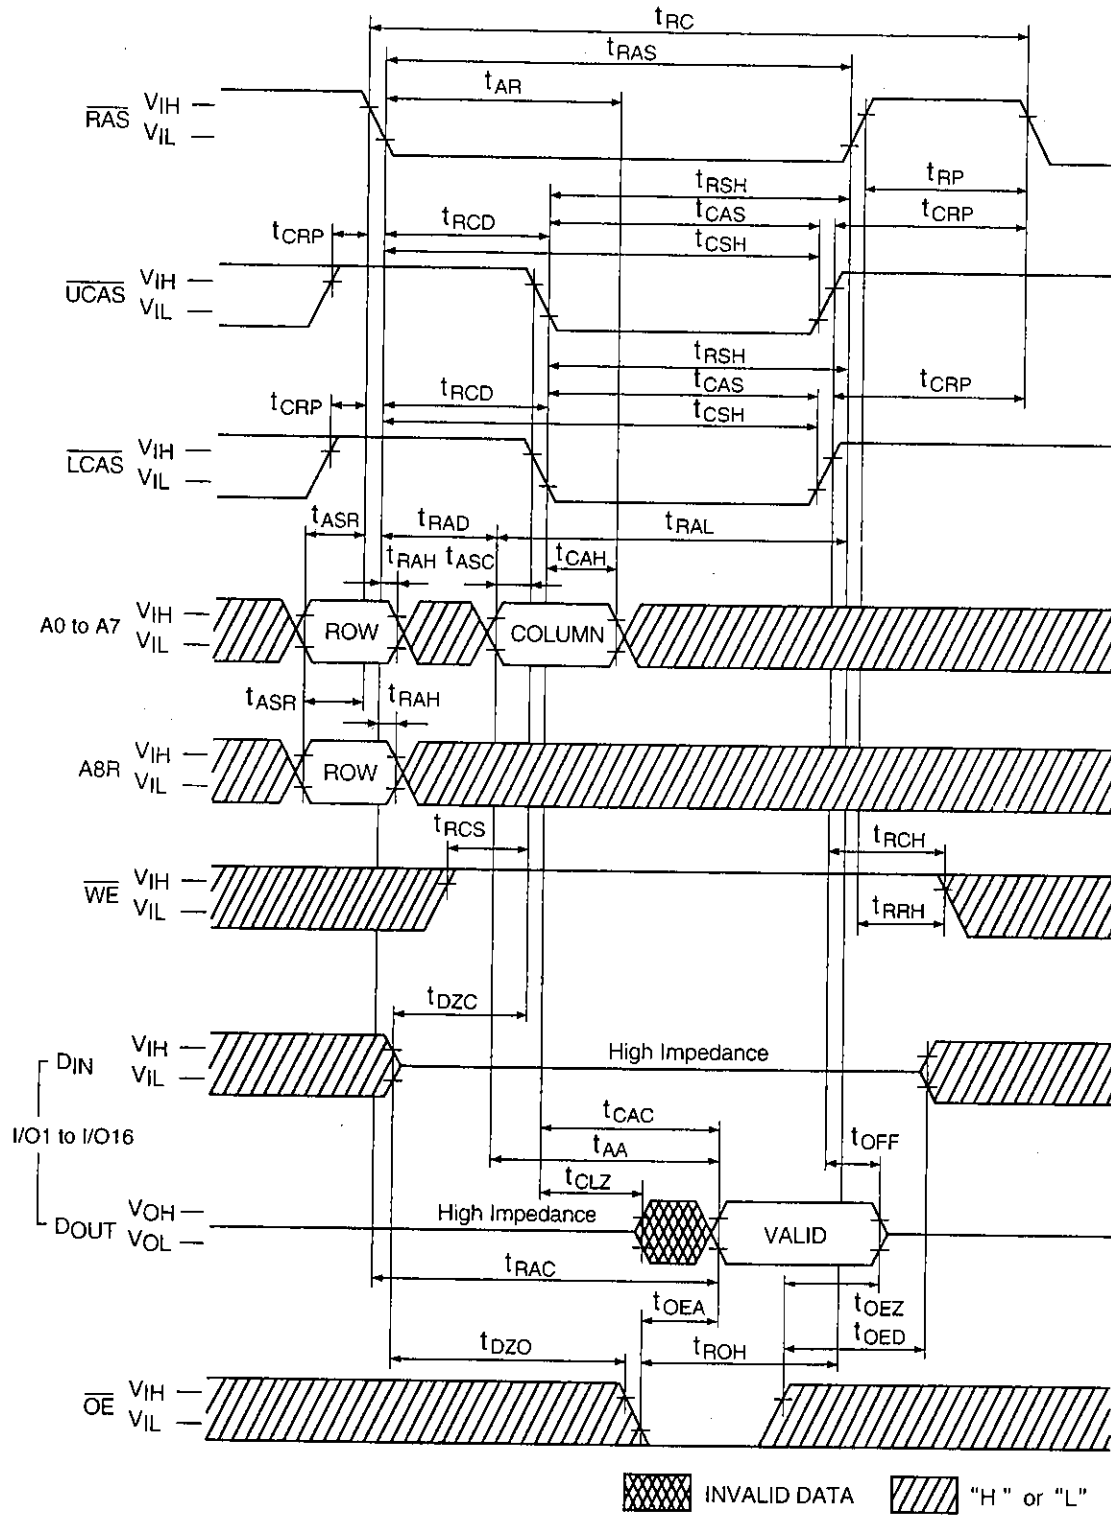 tRC
tRAS
tAR
RAS VIH VIL
tRSH tRP
tCAS
tCRP tRCD tCRP
tCSH
UCAS VIH VIL
tRSH
tCAS
tCRP tRCD tCRP
tCSH
LCAS VIH VIL
tASR tRAD tRAL
tRAH tASC tCAH
A0 to A7 VIH VIL ROW COLUMN
tASR tRAH
A8R VIH VIL ROW
tRCS tRCH
WE VIH VIL
tRRH
tDZC
DIN VIH VIL High Impedance
I/O1 to I/O16
tCAC
tAA tOFF
tCLZ
DOUT VOH VOL High Impedance VALID
tRAC
tOEA tOEZ
tDZO tROH tOED
OE VIH VIL
INVALID DATA "H" or "L"